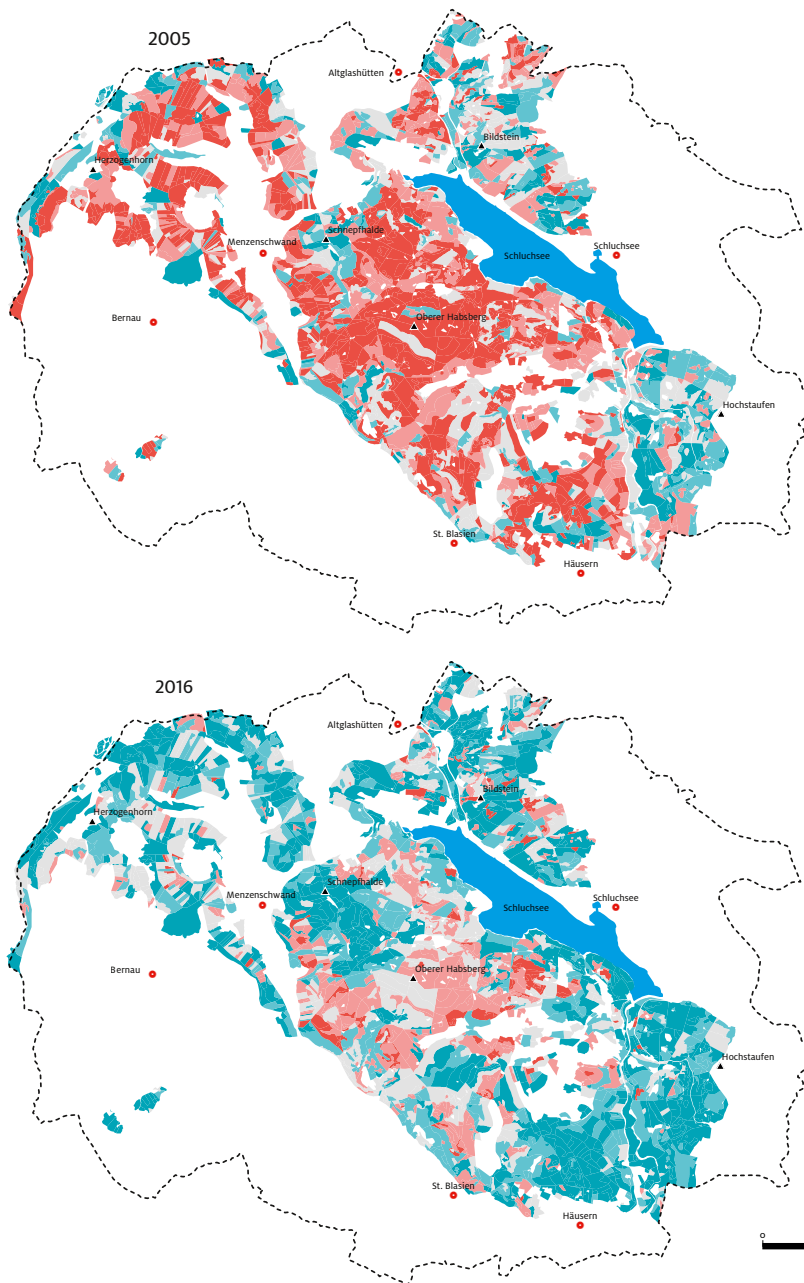 2005
Altglashütten
Bildstein
Herzogenhorn
Schnepfhalde
Menzenschwand
Schluchsee
Schluchsee
Bernau
Oberer Habsberg
Hochstaufen
St. Blasien
Häusern
2016
Altglashütten
Bildstein
Herzogenhorn
Schnepfhalde
Menzenschwand
Schluchsee
Schluchsee
Bernau
Oberer Habsberg
Hochstaufen
St. Blasien
Häusern
0